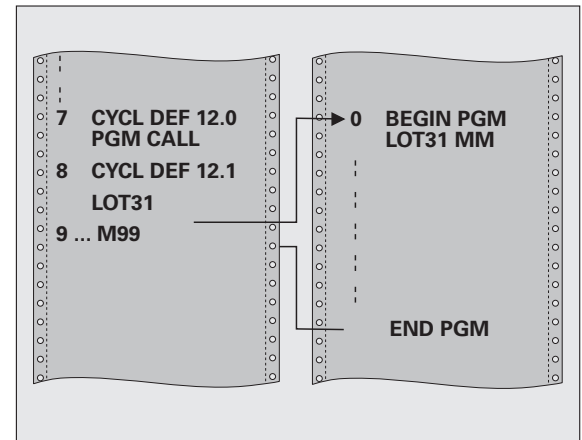 7 CYCL DEF 12.0
PGM CALL
8 CYCL DEF 12.1
LOT31
9 ... M99
0 BEGIN PGM
LOT31 MM
END PGM